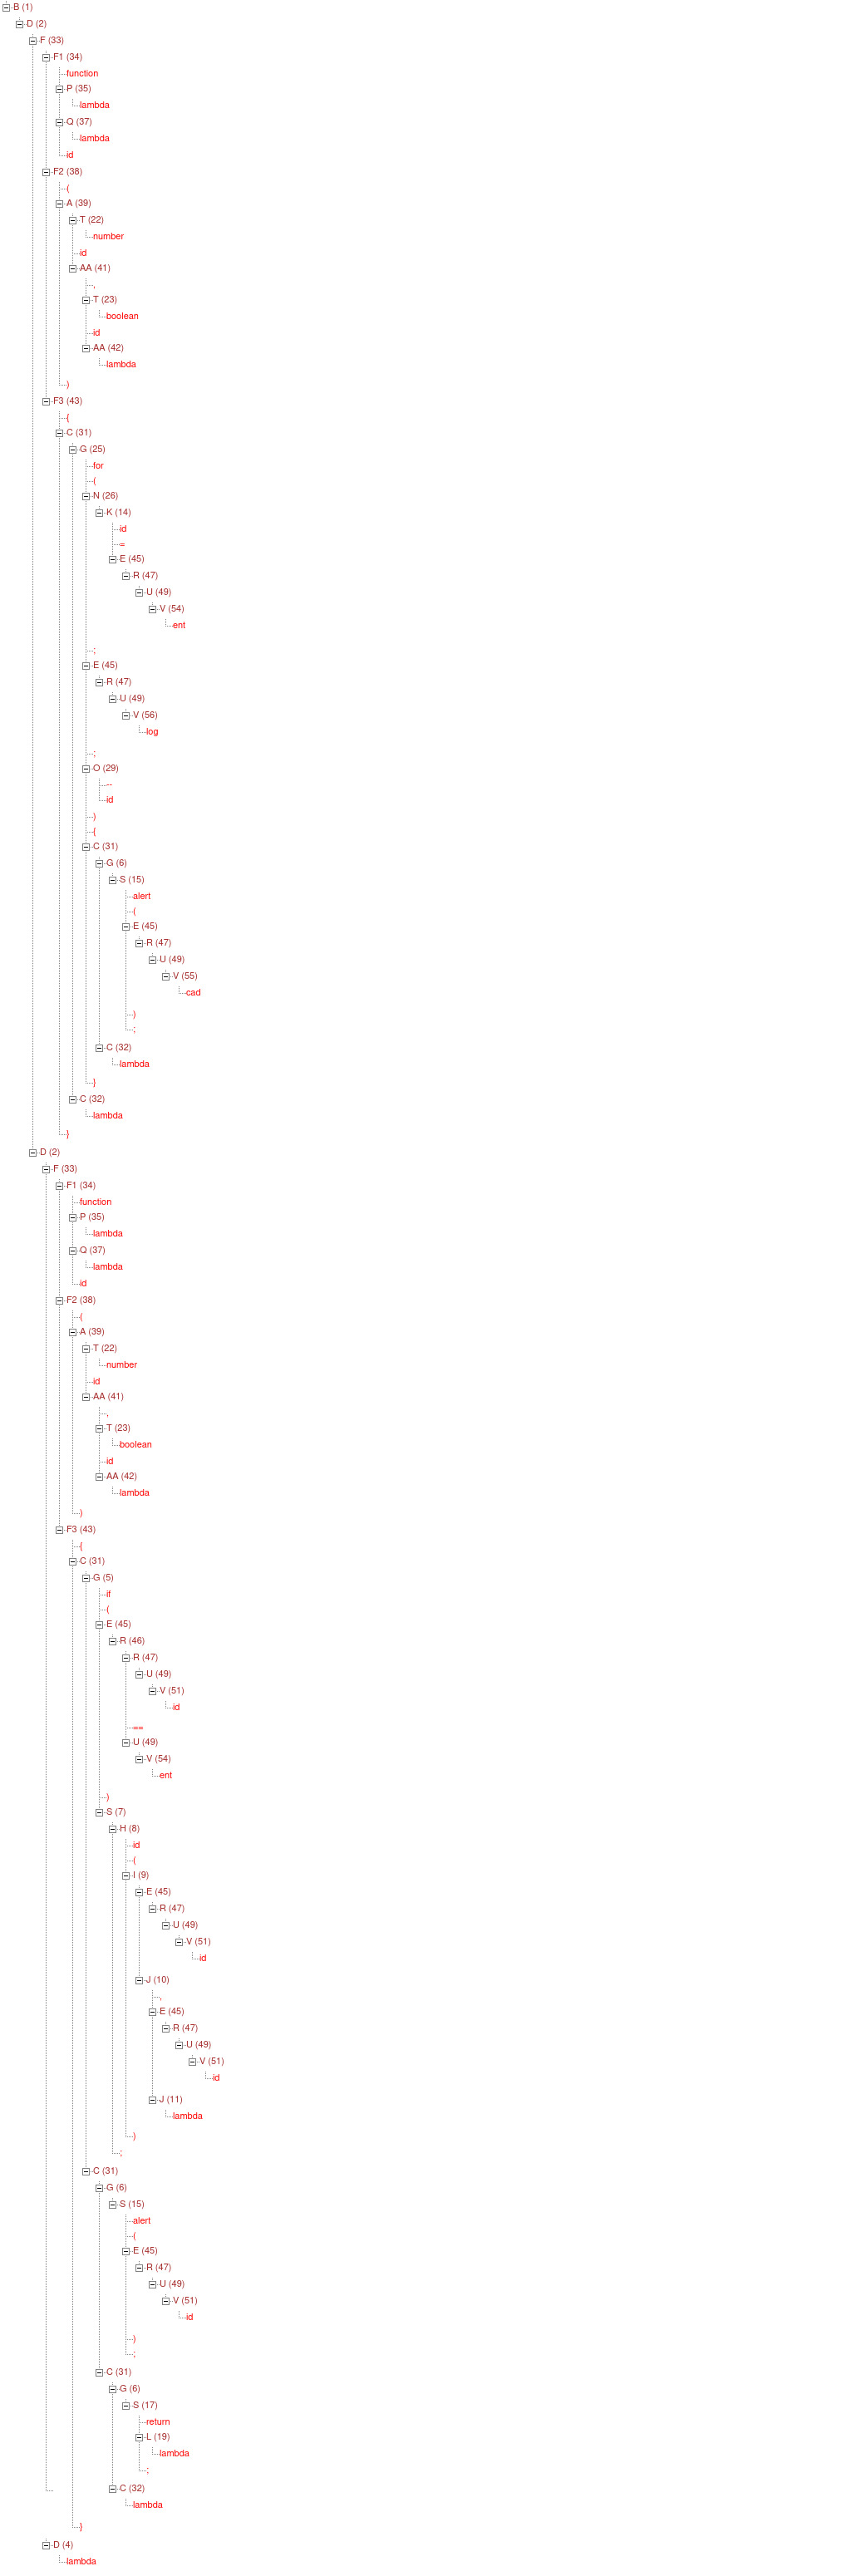 B (1)
D (2)
F (33)
F1 (34)
function
P (35)
lambda
Q (37)
lambda
id
F2 (38)
(
A (39)
T (22)
number
id
AA (41)
,
T (23)
boolean
id
AA (42)
lambda
)
F3 (43)
{
C (31)
G (25)
for
(
N (26)
K (14)
id
=
E (45)
R (47)
U (49)
V (54)
ent
;
E (45)
R (47)
U (49)
V (56)
log
;
O (29)
--
id
)
{
C (31)
G (6)
S (15)
alert
(
E (45)
R (47)
U (49)
V (55)
cad
)
;
C (32)
lambda
}
C (32)
lambda
}
D (2)
F (33)
F1 (34)
function
P (35)
lambda
Q (37)
lambda
id
F2 (38)
(
A (39)
T (22)
number
id
AA (41)
,
T (23)
boolean
id
AA (42)
lambda
)
F3 (43)
{
C (31)
G (5)
if
(
E (45)
R (46)
R (47)
U (49)
V (51)
id
==
U (49)
V (54)
ent
)
S (7)
H (8)
id
(
I (9)
E (45)
R (47)
U (49)
V (51)
id
J (10)
,
E (45)
R (47)
U (49)
V (51)
id
J (11)
lambda
)
;
C (31)
G (6)
S (15)
alert
(
E (45)
R (47)
U (49)
V (51)
id
)
;
C (31)
G (6)
S (17)
return
L (19)
lambda
;
C (32)
lambda
}
D (4)
lambda